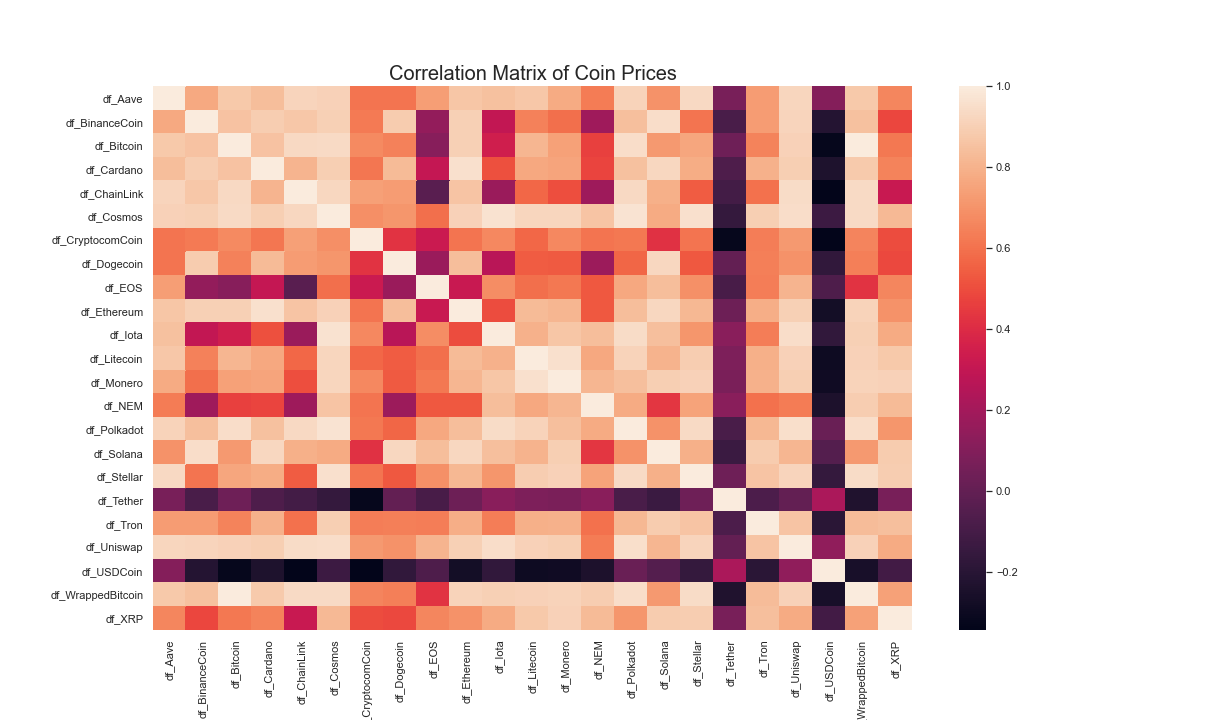 Correlation Matrix of Coin Prices
df_Aave
df_BinanceCoin
df_Bitcoin
df_Cardano
df_ChainLink
df_Cosmos
df_CryptocomCoin
df_Dogecoin
df_EOS
df_Ethereum
df_Iota
df_Litecoin
df_Monero
df_NEM
df_Polkadot
df_Solana
df_Stellar
df_Tether
df_Tron
df_Uniswap
df_USDCoin
df_WrappedBitcoin
df_XRP
df_Aave
df_BinanceCoin
df_Bitcoin
df_Cardano
df_ChainLink
df_Cosmos
_CryptocomCoin
df_Dogecoin
df_EOS
df_Ethereum
df_Iota
df_Litecoin
df_Monero
df_NEM
df_Polkadot
df_Solana
df_Stellar
df_Tether
df_Tron
df_Uniswap
df_USDCoin
WrappedBitcoin
df_XRP
1.0
0.8
0.6
0.4
0.2
0.0
−0.2